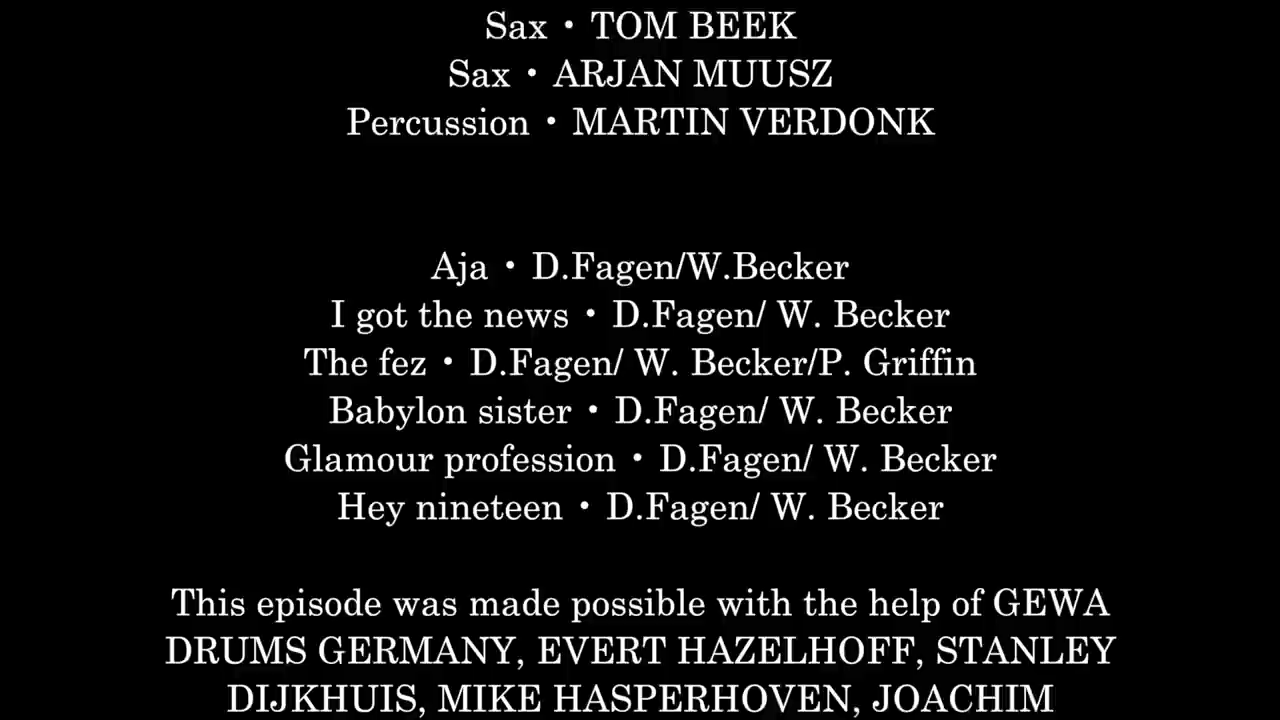 Sax • TOM BEEK
Sax • ARJAN MUUSZ
Percussion • MARTIN VERDONK
Aja • D.Fagen/W.Becker
I got the news • D.Fagen/ W. Becker
The fez • D.Fagen/ W. Becker/P. Griffin
Babylon sister • D.Fagen/ W. Becker
Glamour profession • D.Fagen/ W. Becker
Hey nineteen • D.Fagen/ W. Becker
This episode was made possible with the help of GEWA
DRUMS GERMANY, EVERT HAZELHOFF, STANLEY
DIJKHUIS, MIKE HASPERHOVEN, JOACHIM